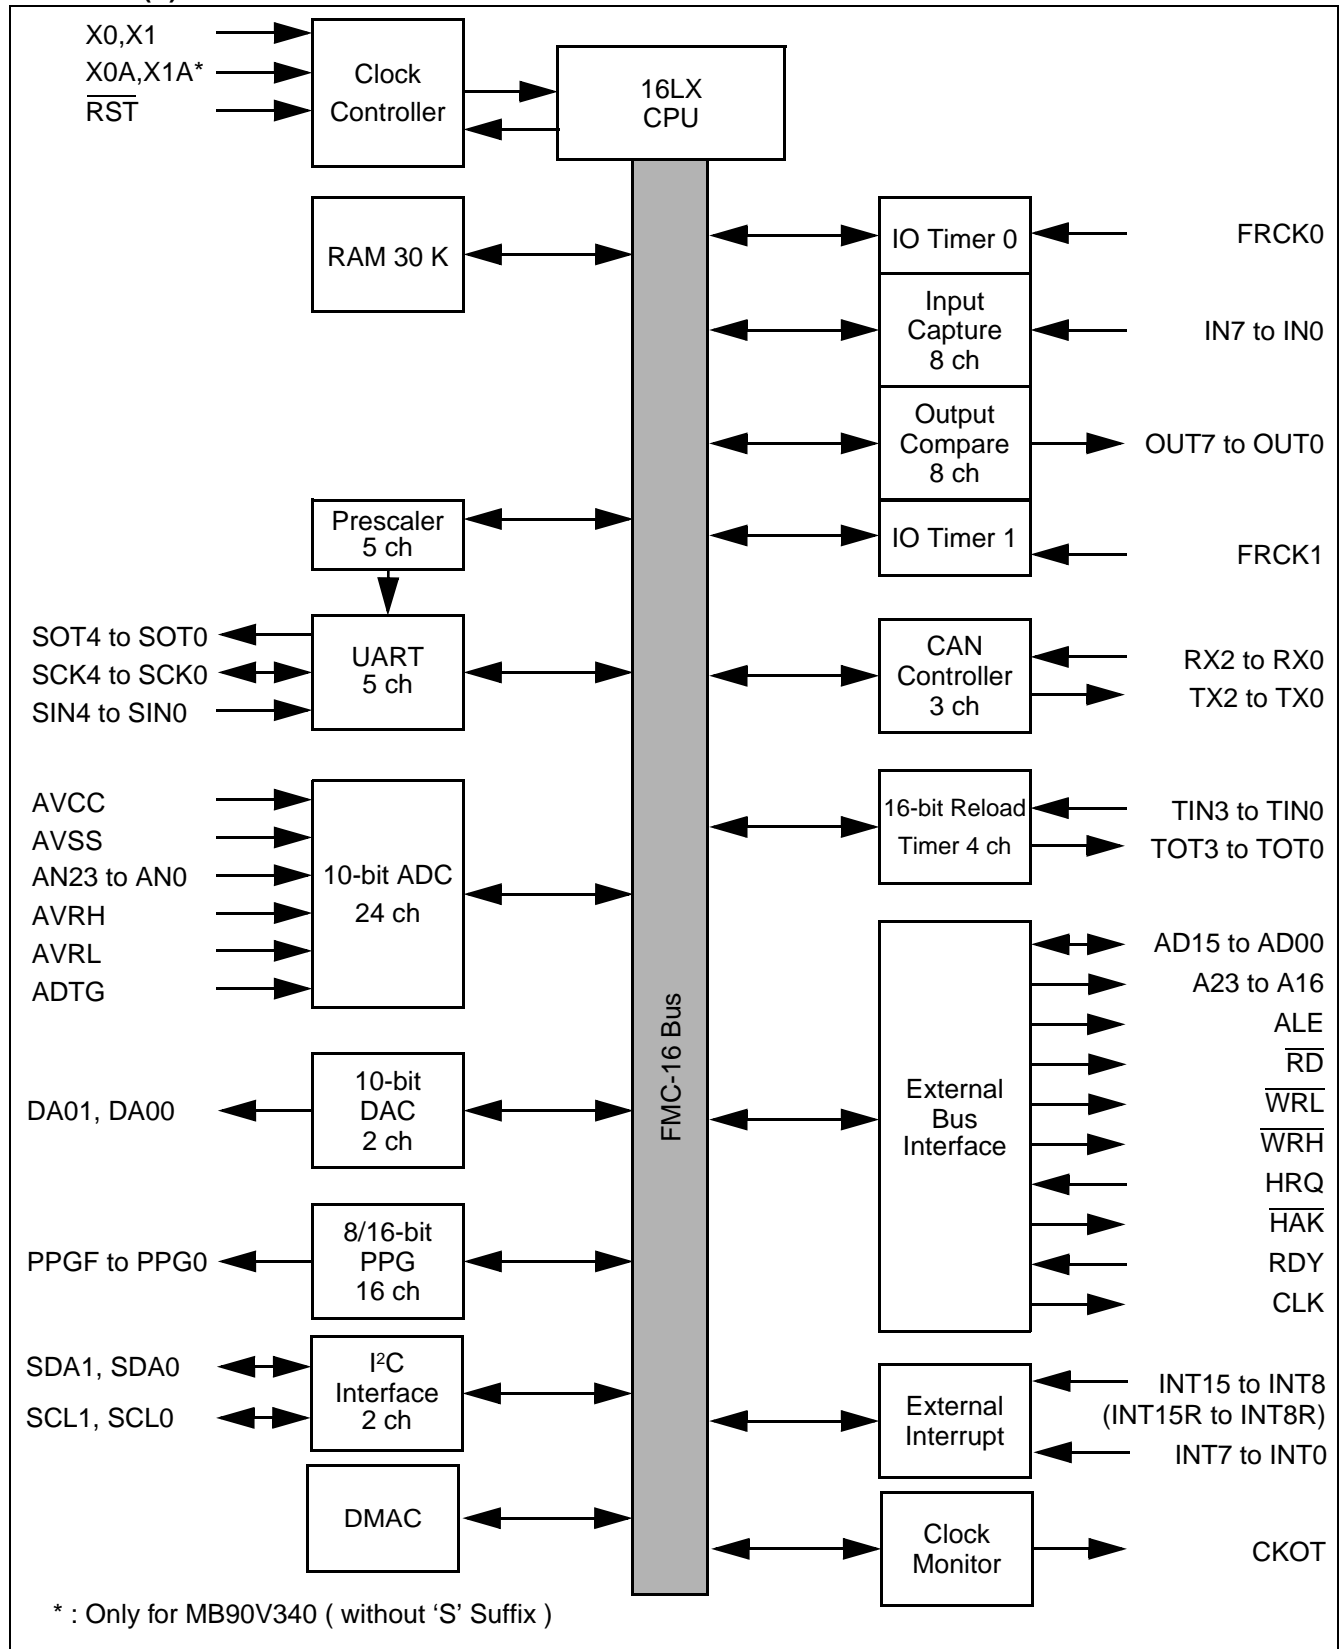 X0,X1
X0A,X1A*
RST
Clock
Controller
16LX
CPU
RAM 30 K
IO Timer 0
FRCK0
Input
Capture
8 ch
IN7 to IN0
Output
Compare
8 ch
OUT7 to OUT0
Prescaler
5 ch
IO Timer 1
FRCK1
SOT4 to SOT0
SCK4 to SCK0
SIN4 to SIN0
UART
5 ch
CAN
Controller
3 ch
RX2 to RX0
TX2 to TX0
AVCC
AVSS
AN23 to AN0
AVRH
AVRL
ADTG
10-bit ADC
24 ch
16-bit Reload
Timer 4 ch
TIN3 to TIN0
TOT3 to TOT0
FMC-16 Bus
External
Bus
Interface
AD15 to AD00
A23 to A16
ALE
RD
WRL
WRH
HRQ
HAK
RDY
CLK
DA01, DA00
10-bit
DAC
2 ch
PPGF to PPG0
8/16-bit
PPG
16 ch
SDA1, SDA0
SCL1, SCL0
I²C
Interface
2 ch
External
Interrupt
INT15 to INT8
(INT15R to INT8R)
INT7 to INT0
DMAC
Clock
Monitor
CKOT
* : Only for MB90V340 ( without ‘S’ Suffix )